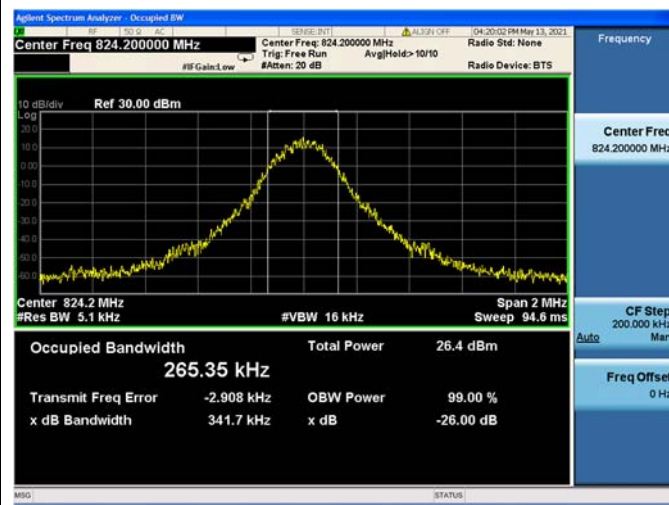 Agilent Spectrum Analyzer - Occupied BW
RF 50 Ω AC SENSE:INT ALIGN OFF 04:20:02 PM May 13, 2021
Center Freq 824.200000 MHz Center Freq: 824.200000 MHz Radio Std: None Frequency
Trig: Free Run Avg|Hold:>10/10
#IFGain:Low #Atten: 20 dB Radio Device: BTS
10 dB/div Ref 30.00 dBm
Log
20.0
10.0
0.00
-10.0
-20.0
-30.0
-40.0
-50.0
-60.0
Center Freq
824.200000 MHz
Center 824.2 MHz Span 2 MHz
#Res BW 5.1 kHz #VBW 16 kHz Sweep 94.6 ms
CF Step
200.000 kHz
Auto Man
Occupied Bandwidth Total Power 26.4 dBm
265.35 kHz
Transmit Freq Error -2.908 kHz OBW Power 99.00 %
x dB Bandwidth 341.7 kHz x dB -26.00 dB
Freq Offset
0 Hz
MSG STATUS